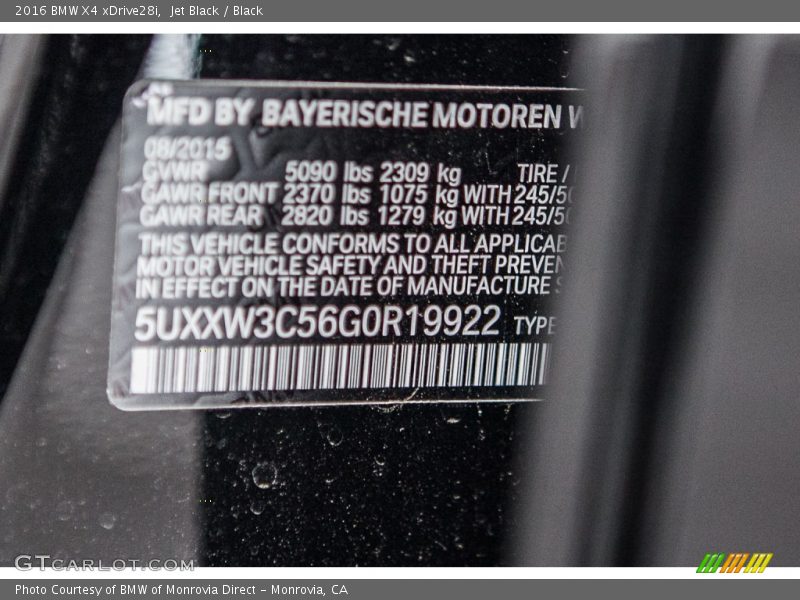 2016 BMW X4 xDrive28i, Jet Black / Black
MFD BY BAYERISCHE MOTOREN
08/2015
GVWR 5090 lbs 2309 kg TIRE /
GAWR FRONT 2370 lbs 1075 kg WITH 245/50
GAWR REAR 2820 lbs 1279 kg WITH 245/50
THIS VEHICLE CONFORMS TO ALL APPLICAB
MOTOR VEHICLE SAFETY AND THEFT PREVEN
IN EFFECT ON THE DATE OF MANUFACTURE
5UXXW3C56G0R19922 TYPE
GTCARLOT.COM
Photo Courtesy of BMW of Monrovia Direct - Monrovia, CA